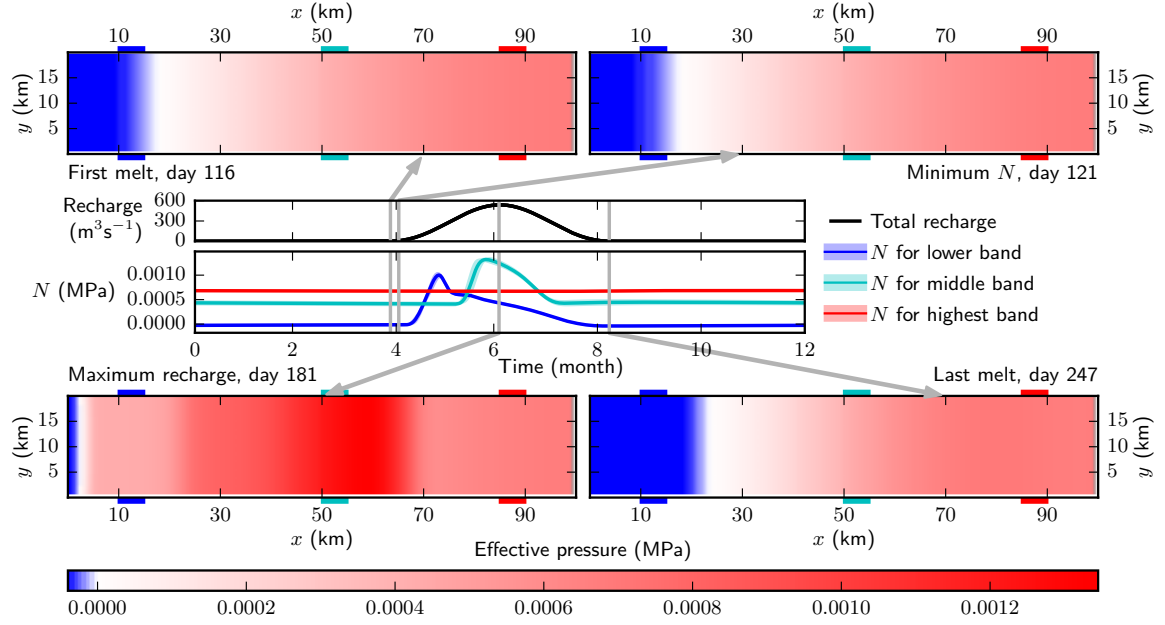 x (km) x (km)
10 30 50 70 90 10 30 50 70 90
y (km) 15 10 5 15 10 5 y (km)
First melt, day 116 Minimum N, day 121
Recharge (m³s⁻¹) 600 300 0
Total recharge
N for lower band
N (MPa) 0.0010 0.0005 0.0000
N for middle band
N for highest band
0 2 4 6 8 10 12
Time (month)
Maximum recharge, day 181 Last melt, day 247
y (km) 15 10 5 15 10 5 y (km)
10 30 50 70 90 10 30 50 70 90
x (km) x (km)
Effective pressure (MPa)
0.0000 0.0002 0.0004 0.0006 0.0008 0.0010 0.0012